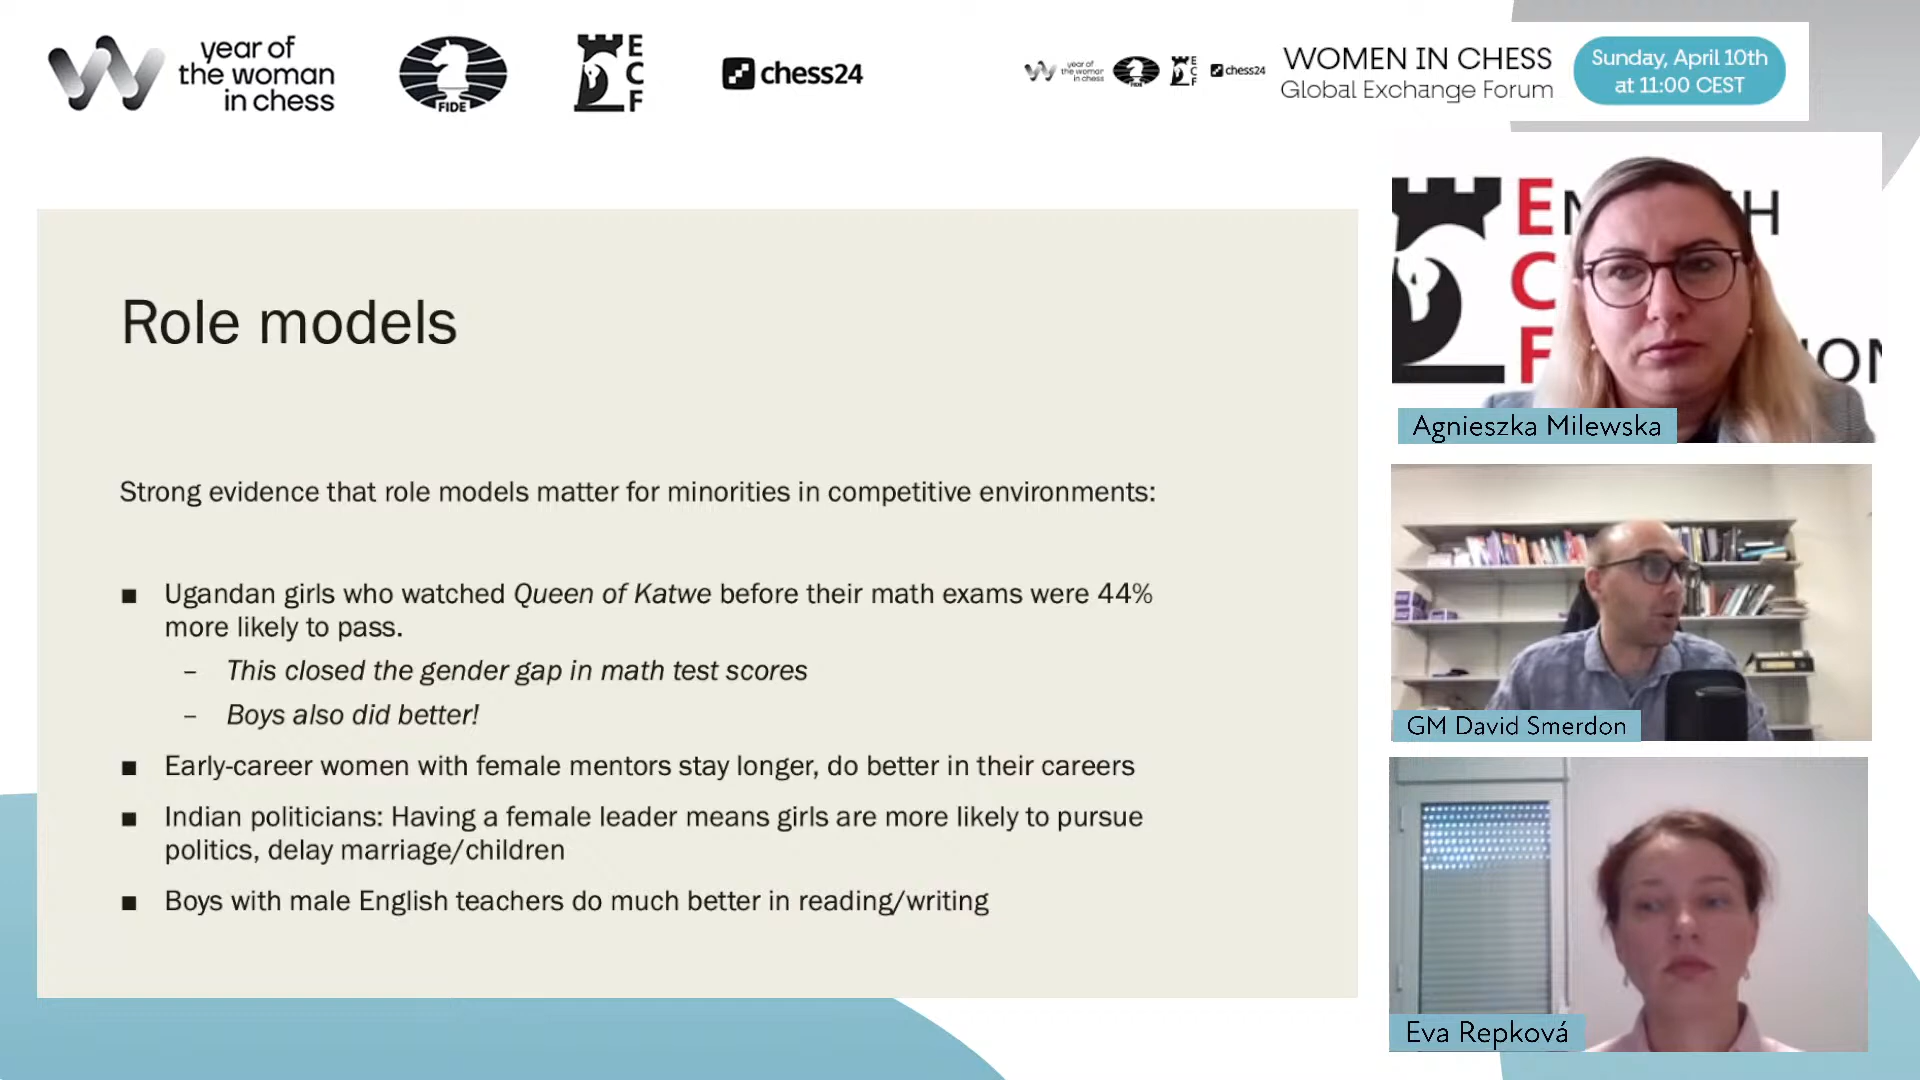 year of
the woman
in chess
FIDE
E
C
F
chess24
year of
the woman
in chess
FIDE
E
C
F
chess24
WOMEN IN CHESS
Global Exchange Forum
Sunday, April 10th
at 11:00 CEST
Role models
Strong evidence that role models matter for minorities in competitive environments:
■ Ugandan girls who watched Queen of Katwe before their math exams were 44%
more likely to pass.
– This closed the gender gap in math test scores
– Boys also did better!
■ Early-career women with female mentors stay longer, do better in their careers
■ Indian politicians: Having a female leader means girls are more likely to pursue
politics, delay marriage/children
■ Boys with male English teachers do much better in reading/writing
E
C
F
Agnieszka Milewska
GM David Smerdon
Eva Repková